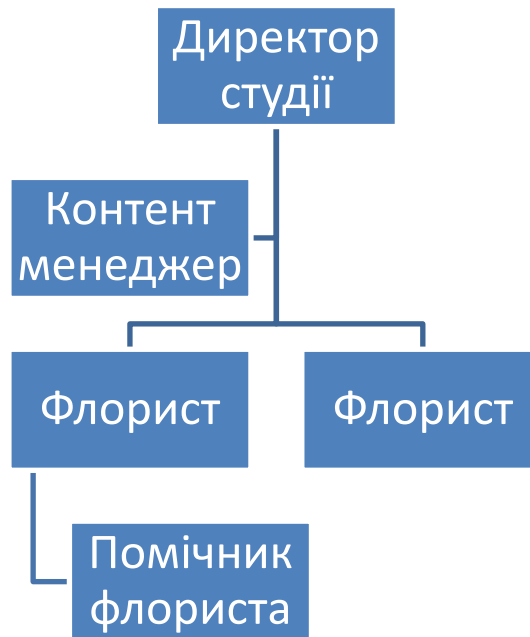 Директор
студії
Контент
менеджер
Флорист
Флорист
Помічник
флориста